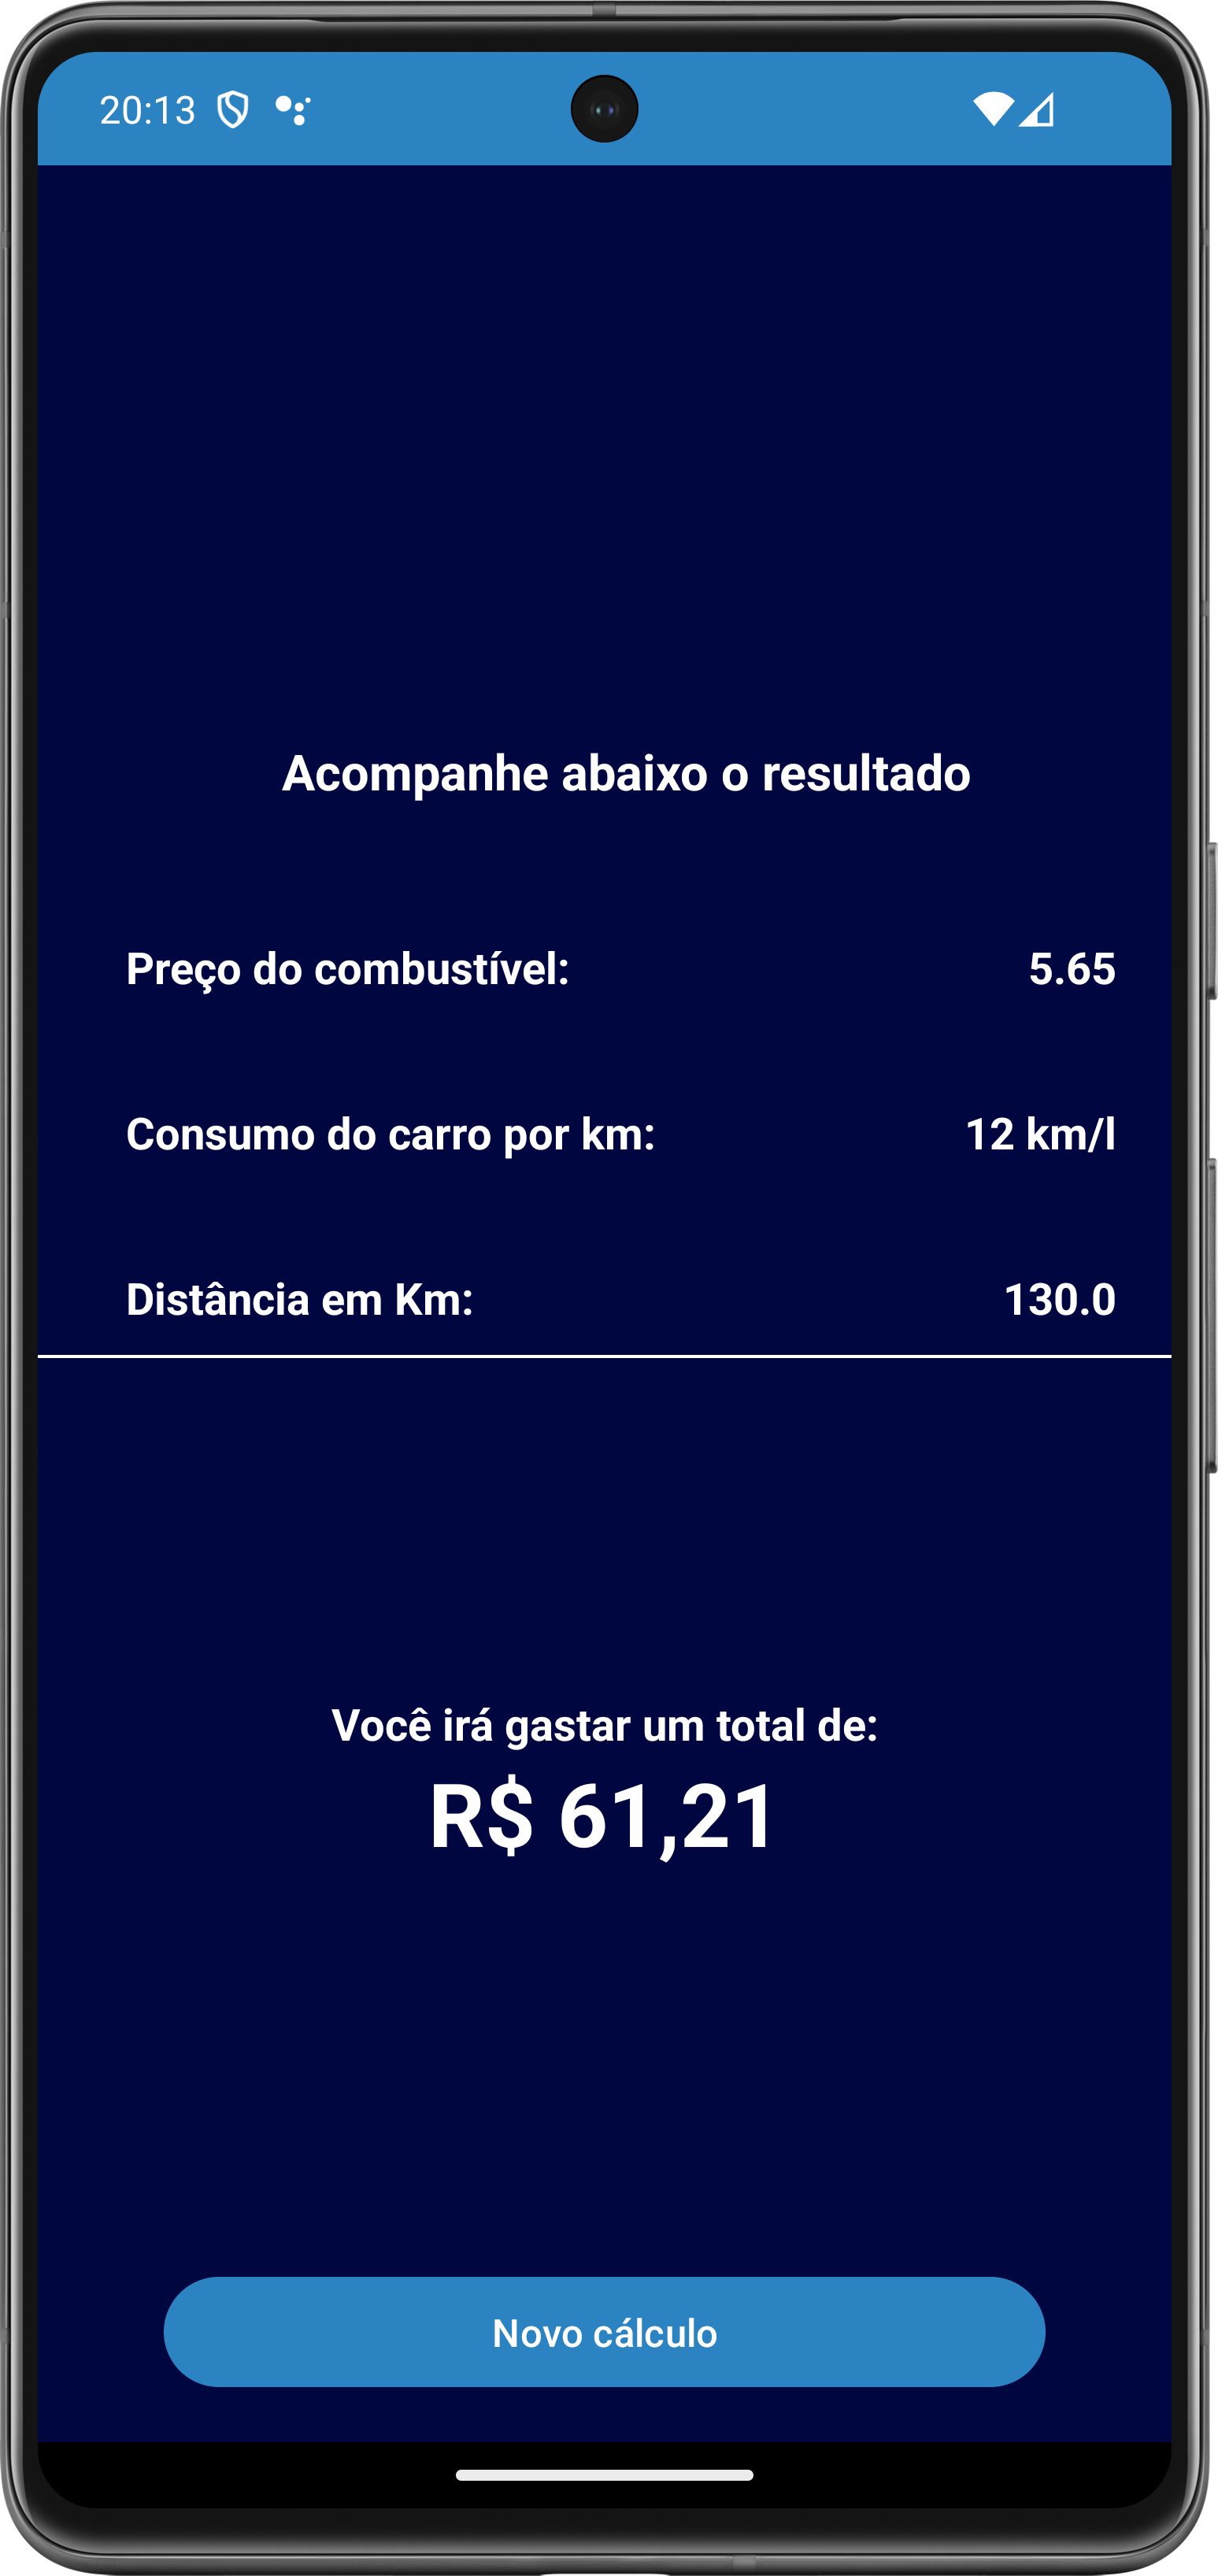 20:13
Acompanhe abaixo o resultado
Preço do combustível: 5.65
Consumo do carro por km: 12 km/l
Distância em Km: 130.0
Você irá gastar um total de:
R$ 61,21
Novo cálculo